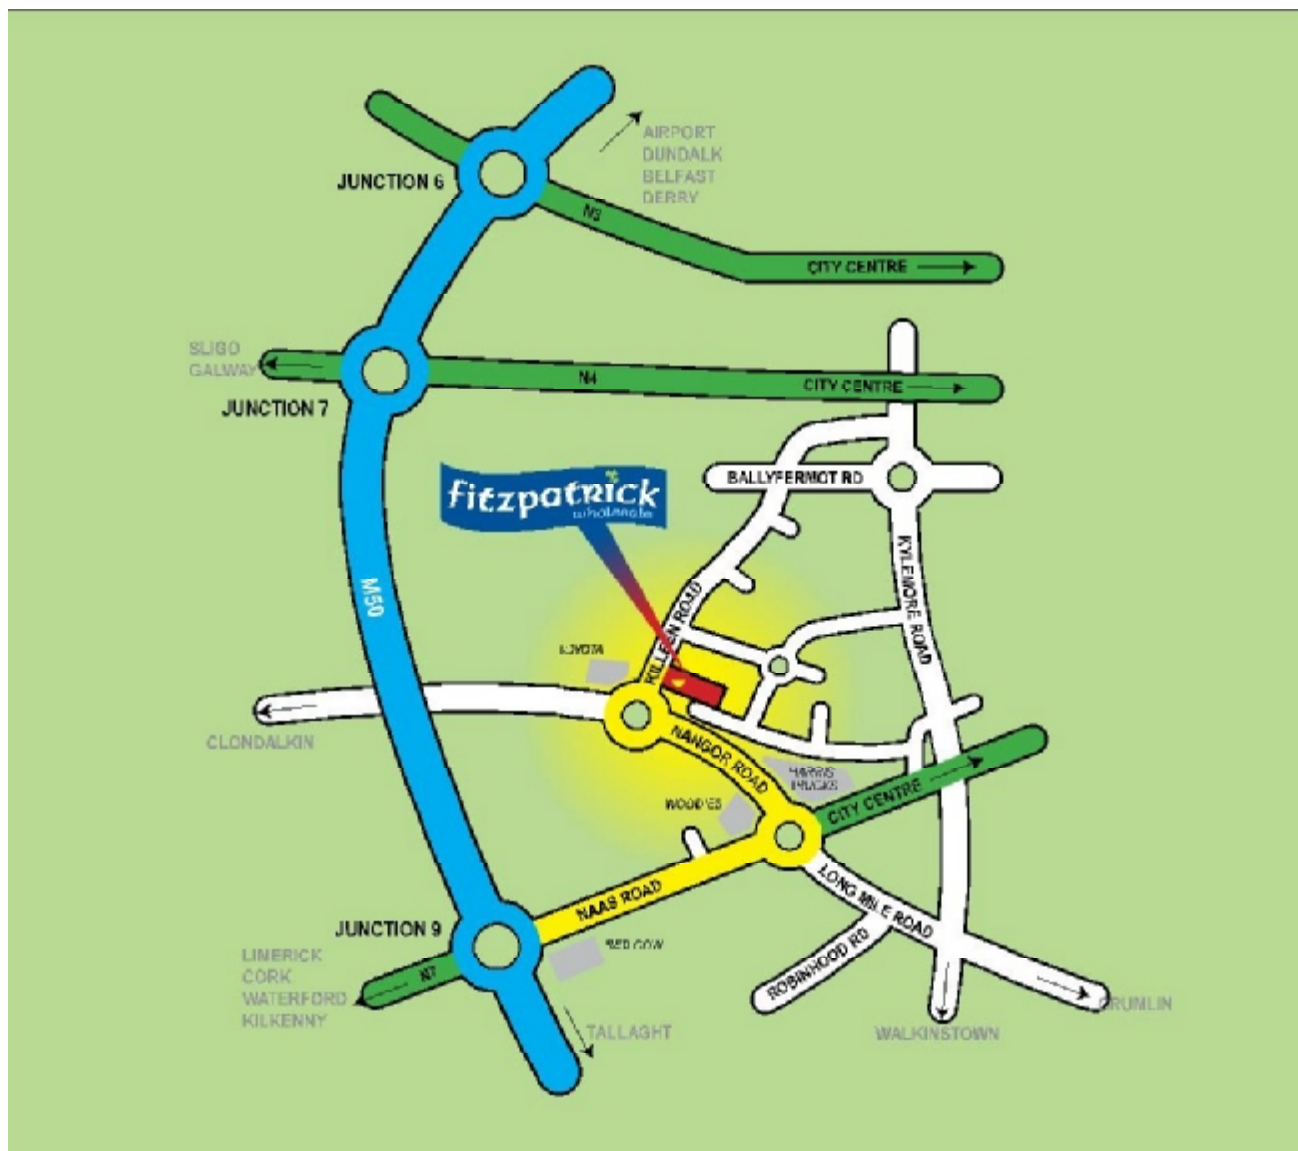 AIRPORT
DUNDALK
BELFAST
DERRY
JUNCTION 6
N3
CITY CENTRE
SLIGO
GALWAY
N4
CITY CENTRE
JUNCTION 7
fitzpatrick
wholesale
BALLYFERMOT RD
KYLEMORE ROAD
M50
KILLEEN ROAD
TOYOTA
CLONDALKIN
NANGOR ROAD
HARRIS
TRUCKS
WOODIES
CITY CENTRE
NAAS ROAD
LONG MILE ROAD
JUNCTION 9
RED COW
ROBINHOOD RD
N7
LIMERICK
CORK
WATERFORD
KILKENNY
TALLAGHT
WALKINSTOWN
CRUMLIN